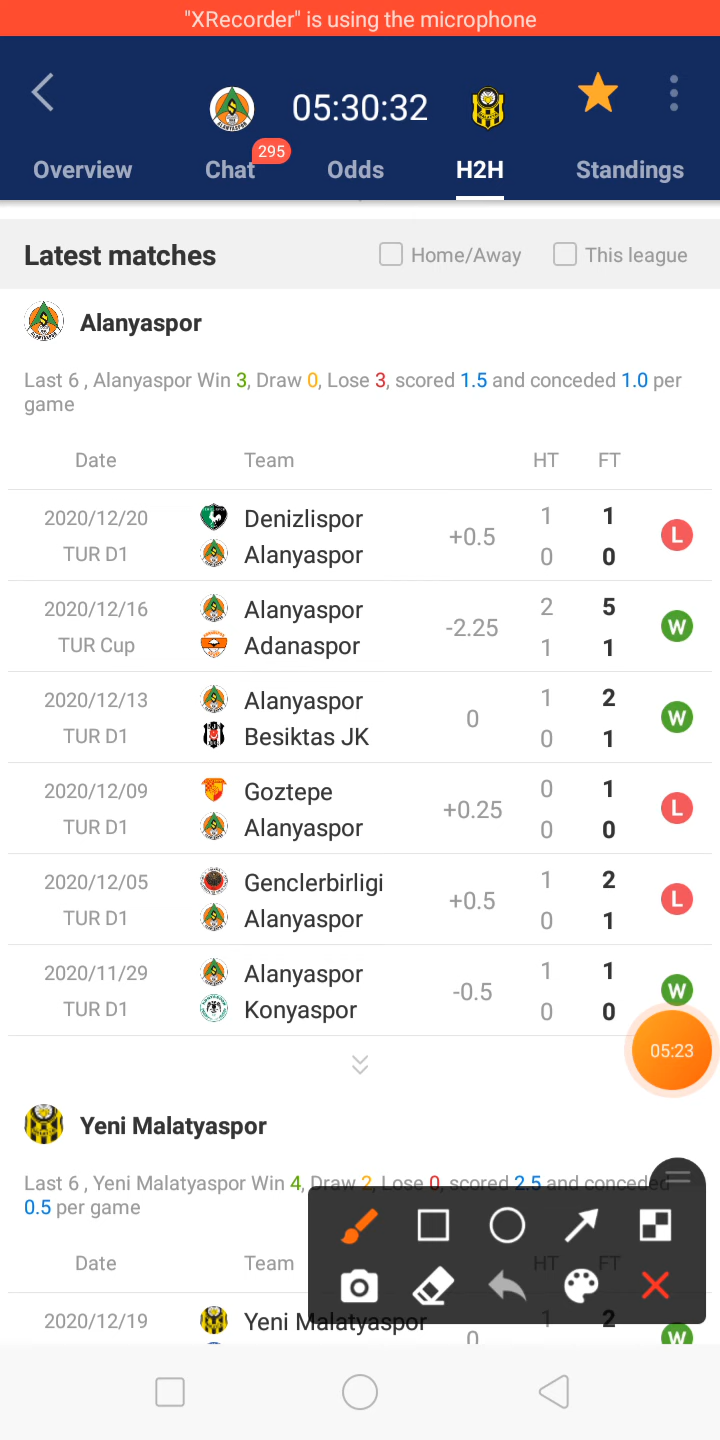 "XRecorder" is using the microphone
05:30:32
Overview Chat 295 Odds H2H Standings
Latest matches Home/Away This league
Alanyaspor
Last 6 , Alanyaspor Win 3, Draw 0, Lose 3, scored 1.5 and conceded 1.0 per
game
Date Team HT FT
2020/12/20 Denizlispor 1 1
TUR D1 Alanyaspor +0.5 0 0 L
2020/12/16 Alanyaspor 2 5
TUR Cup Adanaspor -2.25 1 1 W
2020/12/13 Alanyaspor 1 2
TUR D1 Besiktas JK 0 0 1 W
2020/12/09 Goztepe 0 1
TUR D1 Alanyaspor +0.25 0 0 L
2020/12/05 Genclerbirligi 1 2
TUR D1 Alanyaspor +0.5 0 1 L
2020/11/29 Alanyaspor 1 1
TUR D1 Konyaspor -0.5 0 0 W
05:23
Yeni Malatyaspor
Last 6 , Yeni Malatyaspor Win 4, Draw 2, Lose 0, scored 2.5 and conceded
0.5 per game
Date Team HT FT
2020/12/19 Yeni Malatyaspor 1 2
0 W